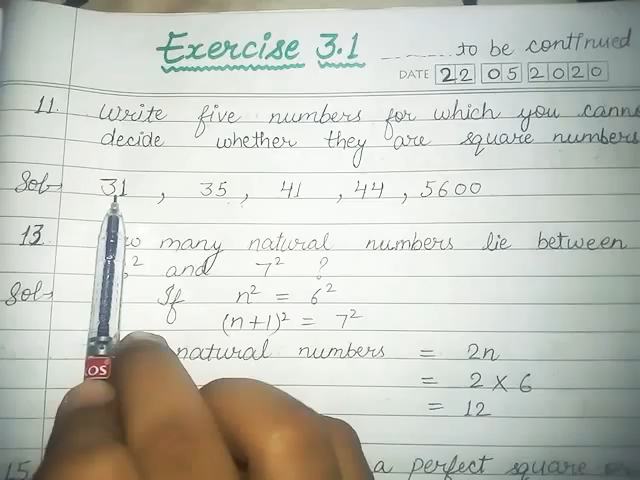 Exercise 3.1 ........ to be continued
DATE 22 05 2020
11. Write five numbers for which you
decide whether they are square numbers
Sol→ 31 , 35 , 41 , 44 , 5600
13. many natural numbers lie between
² and 7² ?
Sol→ If n² = 6²
(n+1)² = 7²
natural numbers = 2n
= 2 × 6
= 12
15 a perfect square